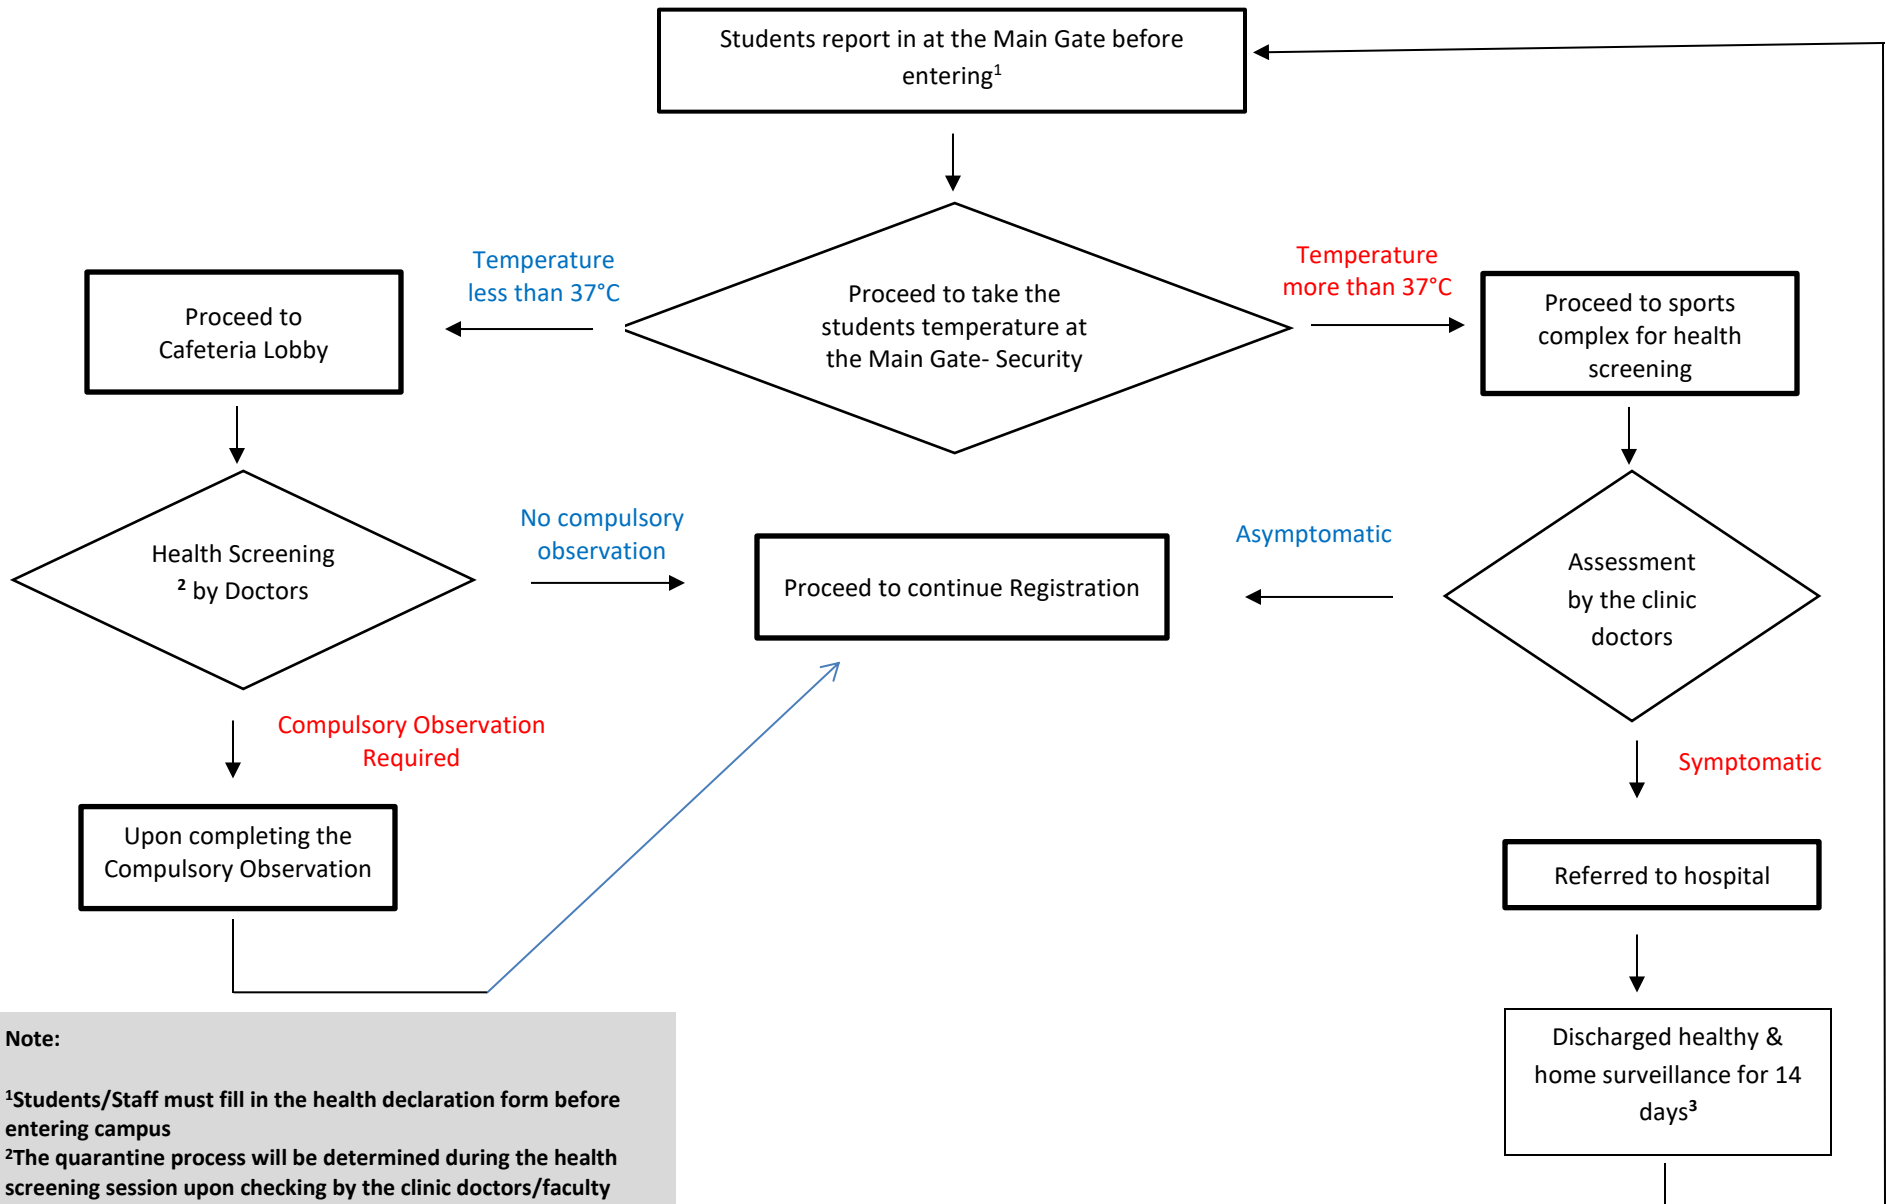 Students report in at the Main Gate before
entering¹
Temperature
less than 37°C
Temperature
more than 37°C
Proceed to
Cafeteria Lobby
Proceed to take the
students temperature at
the Main Gate- Security
Proceed to sports
complex for health
screening
Health Screening
² by Doctors
No compulsory
observation
Proceed to continue Registration
Asymptomatic
Assessment
by the clinic
doctors
Compulsory Observation
Required
Symptomatic
Upon completing the
Compulsory Observation
Referred to hospital
Discharged healthy &
home surveillance for 14
days³
Note:
¹Students/Staff must fill in the health declaration form before
entering campus
²The quarantine process will be determined during the health
screening session upon checking by the clinic doctors/faculty